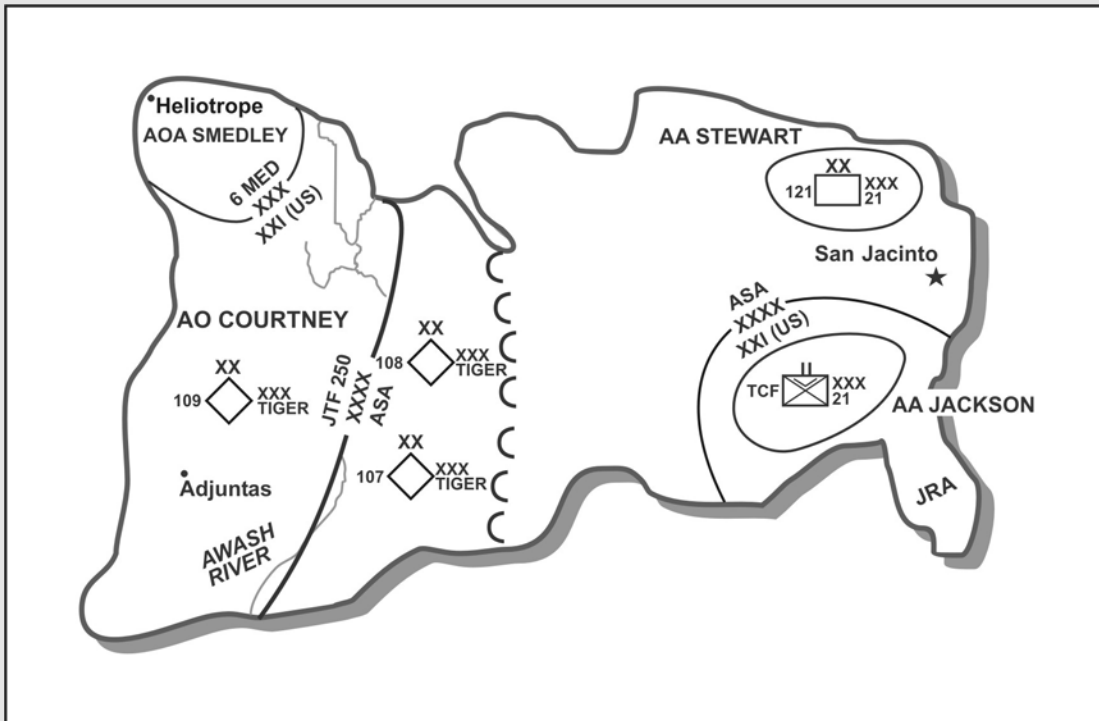 Heliotrope
AOA SMEDLEY
6 MED
XXX
XXI (US)
AO COURTNEY
XX
109
XXX
TIGER
Adjuntas
AWASH
RIVER
JTF 250
XXXX
ASA
XX
108
XXX
TIGER
XX
107
XXX
TIGER
AA STEWART
XX
121
XXX
21
San Jacinto
ASA
XXXX
XXI (US)
II
TCF
XXX
21
AA JACKSON
JRA